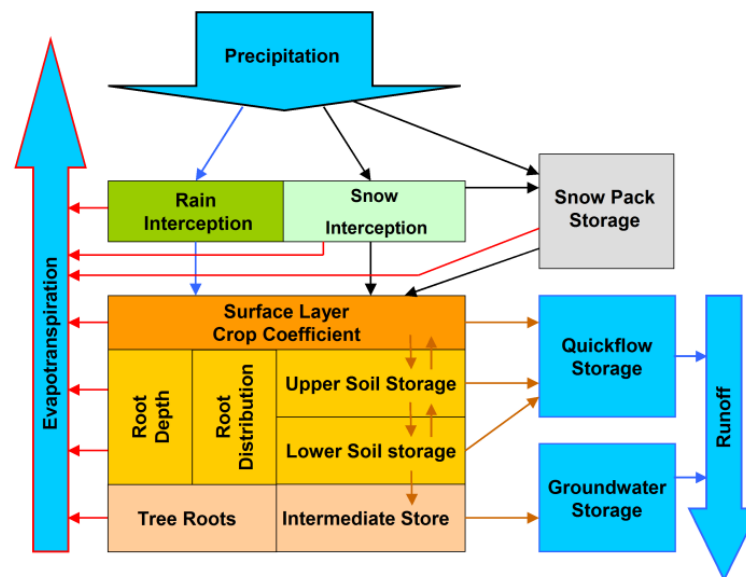 Precipitation
Rain
Interception
Snow
Interception
Snow Pack
Storage
Evapotranspiration
Surface Layer
Crop Coefficient
Quickflow
Storage
Root
Depth
Root
Distribution
Upper Soil Storage
Lower Soil storage
Runoff
Tree Roots
Intermediate Store
Groundwater
Storage